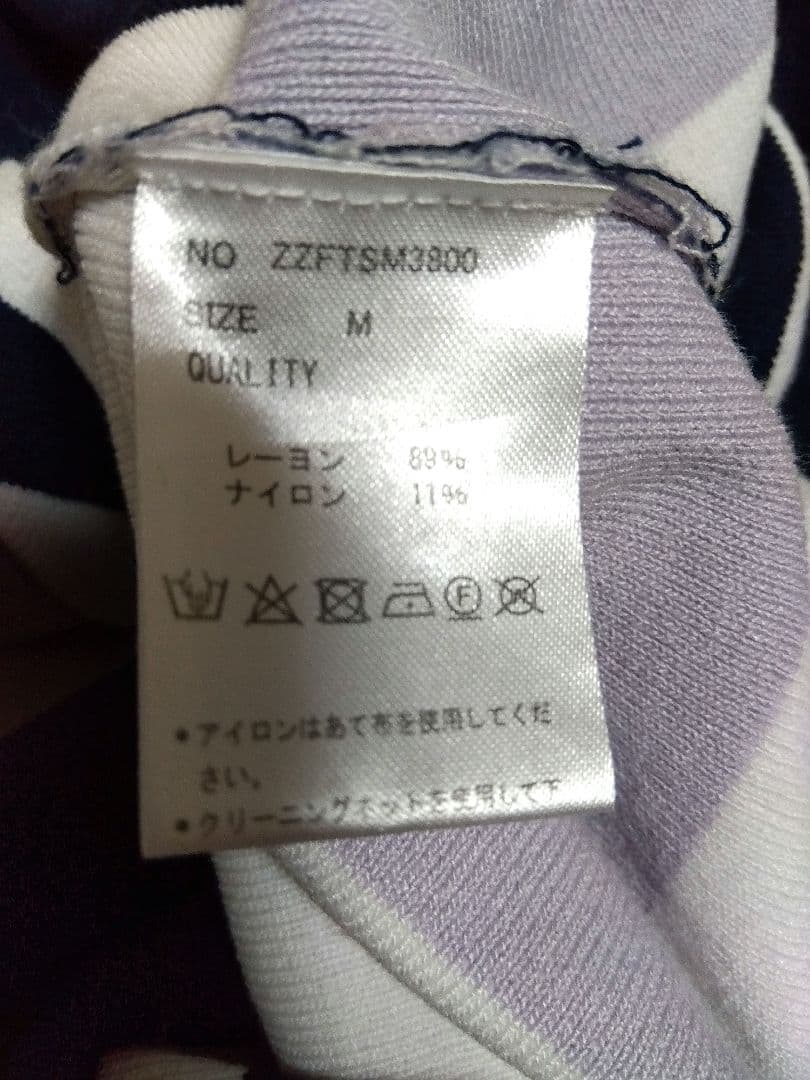 NO ZZFTSM3800
SIZE M
QUALITY
レーヨン 89%
ナイロン 11%
F
W
・アイロンはあて布を使用してくだ
さい。
・クリーニングネットを使用して下